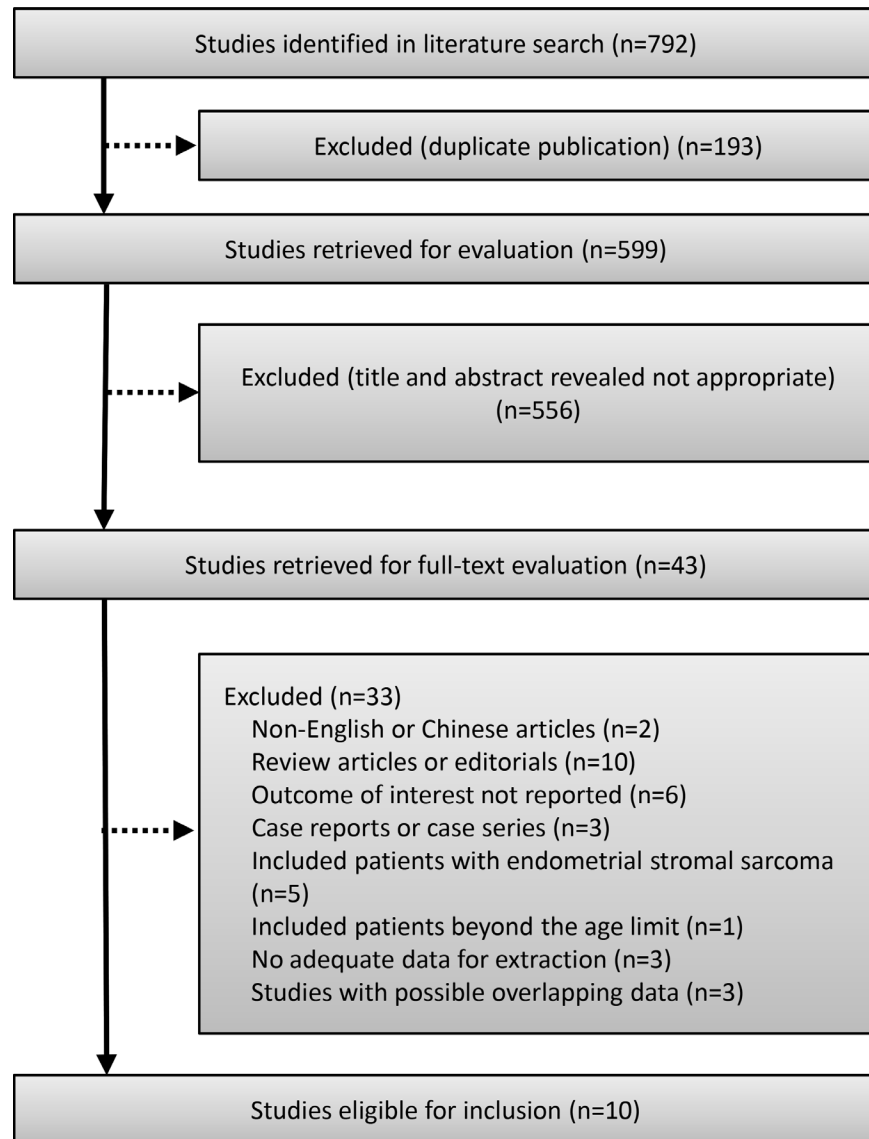 Studies identified in literature search (n=792)
Excluded (duplicate publication) (n=193)
Studies retrieved for evaluation (n=599)
Excluded (title and abstract revealed not appropriate)
(n=556)
Studies retrieved for full-text evaluation (n=43)
Excluded (n=33)
Non-English or Chinese articles (n=2)
Review articles or editorials (n=10)
Outcome of interest not reported (n=6)
Case reports or case series (n=3)
Included patients with endometrial stromal sarcoma
(n=5)
Included patients beyond the age limit (n=1)
No adequate data for extraction (n=3)
Studies with possible overlapping data (n=3)
Studies eligible for inclusion (n=10)